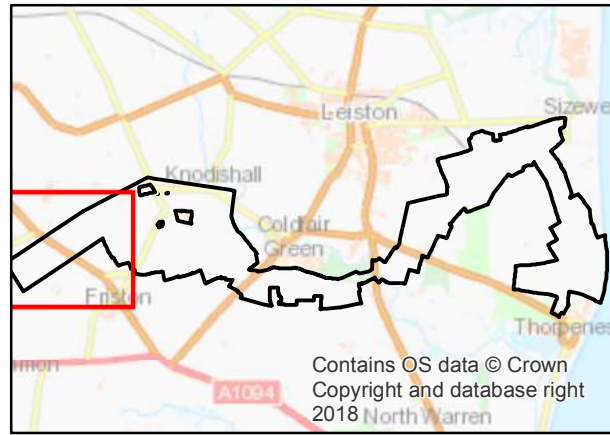 Leiston
Sizewe
Knodishall
Coldfair
Green
Friston
Thorpenes
Contains OS data © Crown
Copyright and database right
2018
A1094
North Warren